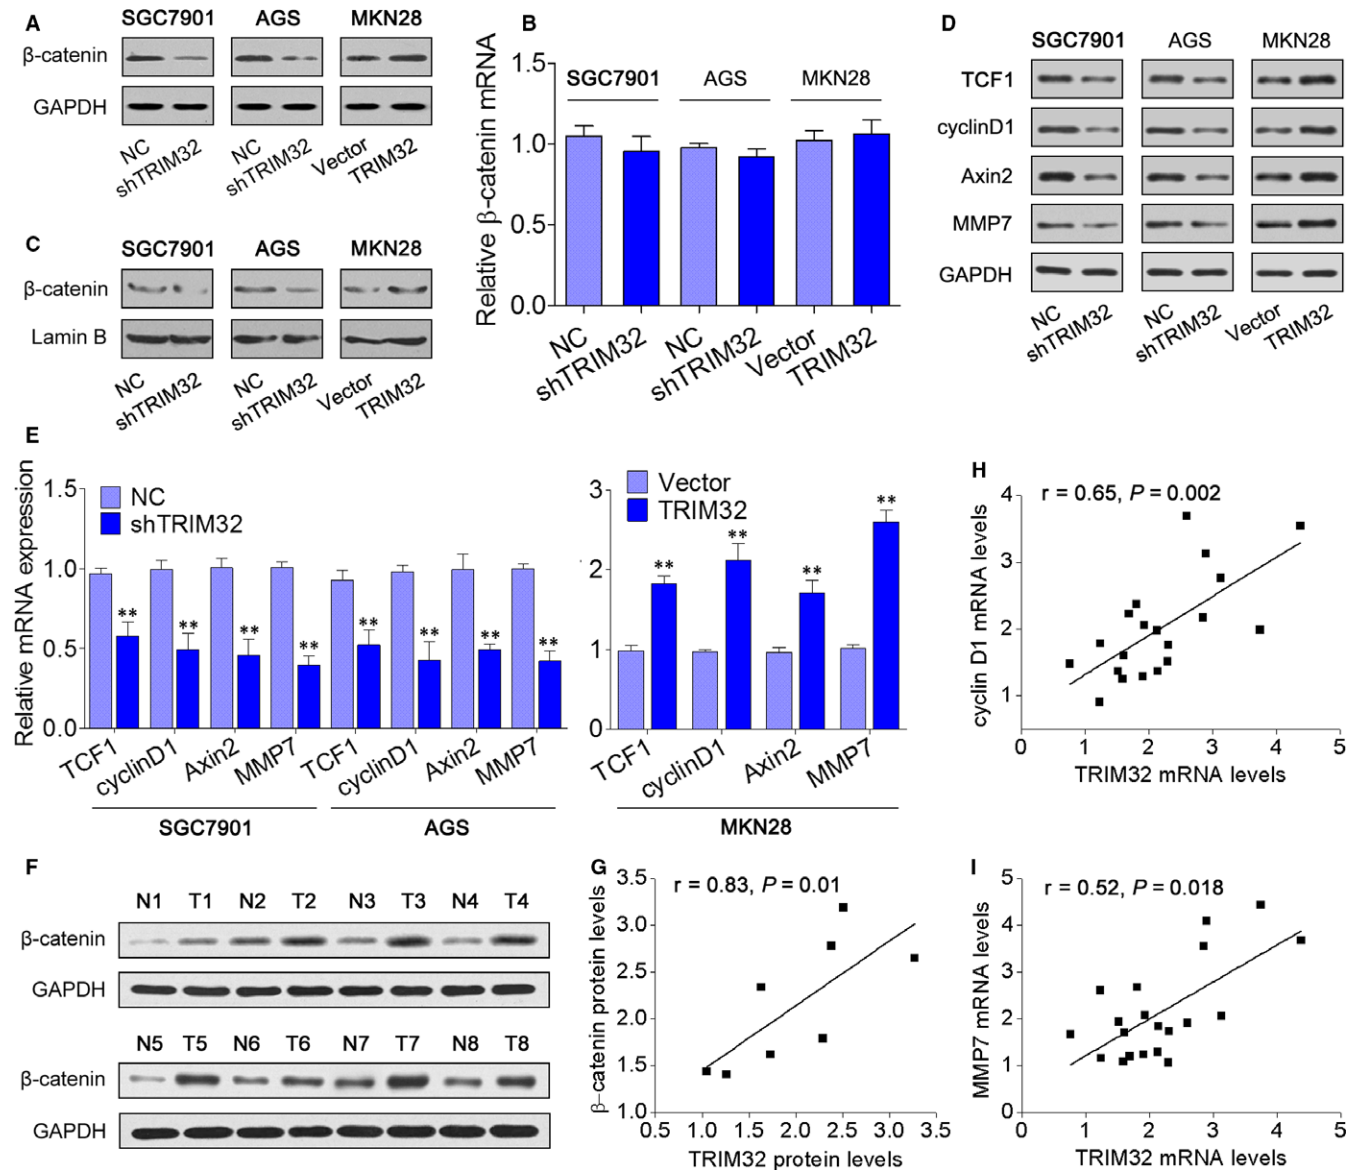 A
SGC7901 AGS MKN28
β-catenin
GAPDH
NC shTRIM32 NC shTRIM32 Vector TRIM32
B
Relative β-catenin mRNA
1.5
1.0
0.5
0.0
SGC7901 AGS MKN28
NC shTRIM32 NC shTRIM32 Vector TRIM32
C
SGC7901 AGS MKN28
β-catenin
Lamin B
NC shTRIM32 NC shTRIM32 Vector TRIM32
D
SGC7901 AGS MKN28
TCF1
cyclinD1
Axin2
MMP7
GAPDH
NC shTRIM32 NC shTRIM32 Vector TRIM32
E
Relative mRNA expression
1.5
1.0
0.5
0.0
NC
shTRIM32
** ** ** ** ** ** ** **
TCF1 cyclinD1 Axin2 MMP7 TCF1 cyclinD1 Axin2 MMP7
SGC7901 AGS
3
2
1
0
Vector
TRIM32
** ** ** **
TCF1 cyclinD1 Axin2 MMP7
MKN28
F
N1 T1 N2 T2 N3 T3 N4 T4
β-catenin
GAPDH
N5 T5 N6 T6 N7 T7 N8 T8
β-catenin
GAPDH
G
r = 0.83, P = 0.01
β-catenin protein levels
3.5
3.0
2.5
2.0
1.5
1.0
0.5 1.0 1.5 2.0 2.5 3.0 3.5
TRIM32 protein levels
H
r = 0.65, P = 0.002
cyclin D1 mRNA levels
4
3
2
1
0 1 2 3 4 5
TRIM32 mRNA levels
I
r = 0.52, P = 0.018
MMP7 mRNA levels
5
4
3
2
1
0
0 1 2 3 4 5
TRIM32 mRNA levels